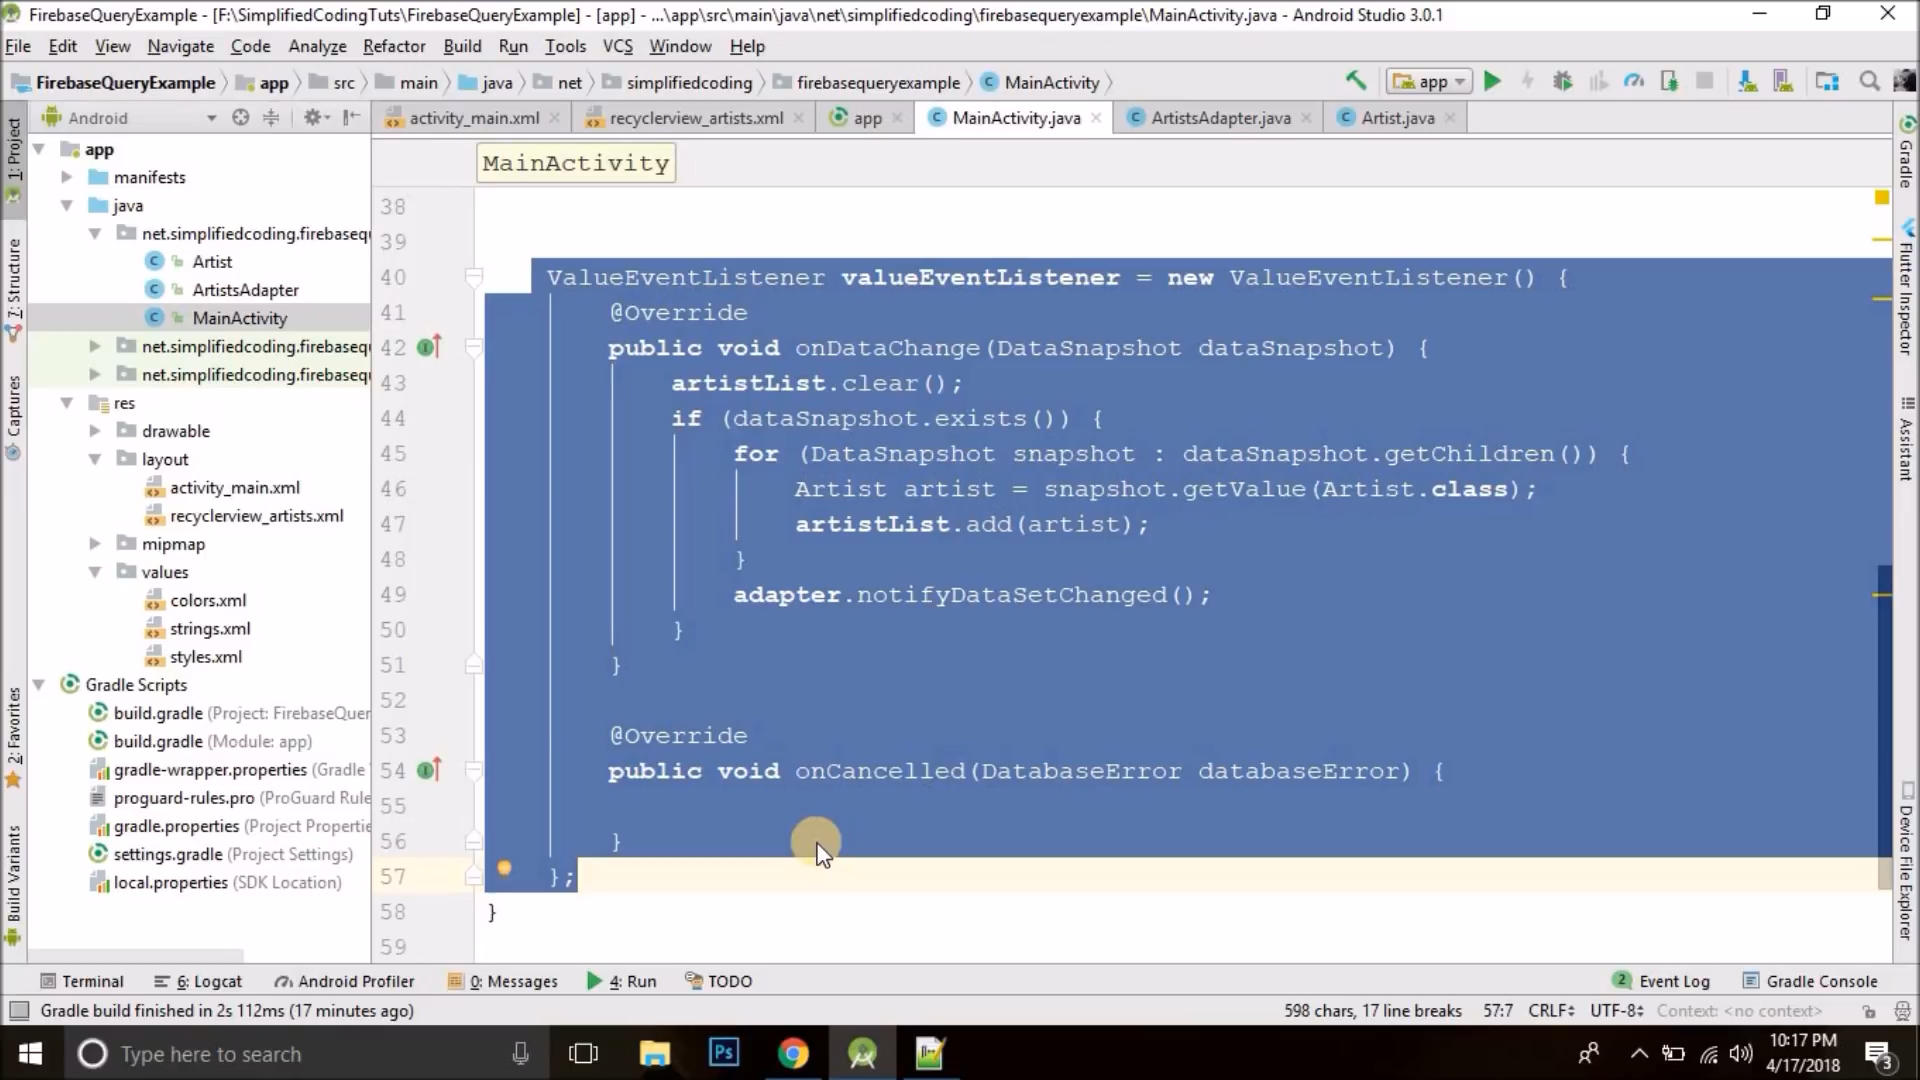 FirebaseQueryExample - [F:\SimplifiedCodingTuts\FirebaseQueryExample] - [app] - ...\app\src\main\java\net\simplifiedcoding\firebasequeryexample\MainActivity.java - Android Studio 3.0.1
File Edit View Navigate Code Analyze Refactor Build Run Tools VCS Window Help
FirebaseQueryExample app src main java net simplifiedcoding firebasequeryexample MainActivity app
Android activity_main.xml recyclerview_artists.xml app MainActivity.java ArtistsAdapter.java Artist.java
1: Project
7: Structure
Captures
2: Favorites
Build Variants
app
manifests
java
net.simplifiedcoding.firebaseq
Artist
ArtistsAdapter
MainActivity
net.simplifiedcoding.firebaseq
net.simplifiedcoding.firebaseq
res
drawable
layout
activity_main.xml
recyclerview_artists.xml
mipmap
values
colors.xml
strings.xml
styles.xml
Gradle Scripts
build.gradle (Project: FirebaseQuer
build.gradle (Module: app)
gradle-wrapper.properties (Gradle
proguard-rules.pro (ProGuard Rule
gradle.properties (Project Propertie
settings.gradle (Project Settings)
local.properties (SDK Location)
MainActivity
38
39
40 ValueEventListener valueEventListener = new ValueEventListener() {
41 @Override
42 public void onDataChange(DataSnapshot dataSnapshot) {
43 artistList.clear();
44 if (dataSnapshot.exists()) {
45 for (DataSnapshot snapshot : dataSnapshot.getChildren()) {
46 Artist artist = snapshot.getValue(Artist.class);
47 artistList.add(artist);
48 }
49 adapter.notifyDataSetChanged();
50 }
51 }
52
53 @Override
54 public void onCancelled(DatabaseError databaseError) {
55
56 }
57 };
58 }
59
Gradle
Flutter Inspector
Assistant
Device File Explorer
Terminal 6: Logcat Android Profiler 0: Messages 4: Run TODO 2 Event Log Gradle Console
Gradle build finished in 2s 112ms (17 minutes ago) 598 chars, 17 line breaks 57:7 CRLF UTF-8 Context: <no context>
Type here to search Ps 10:17 PM
4/17/2018 3